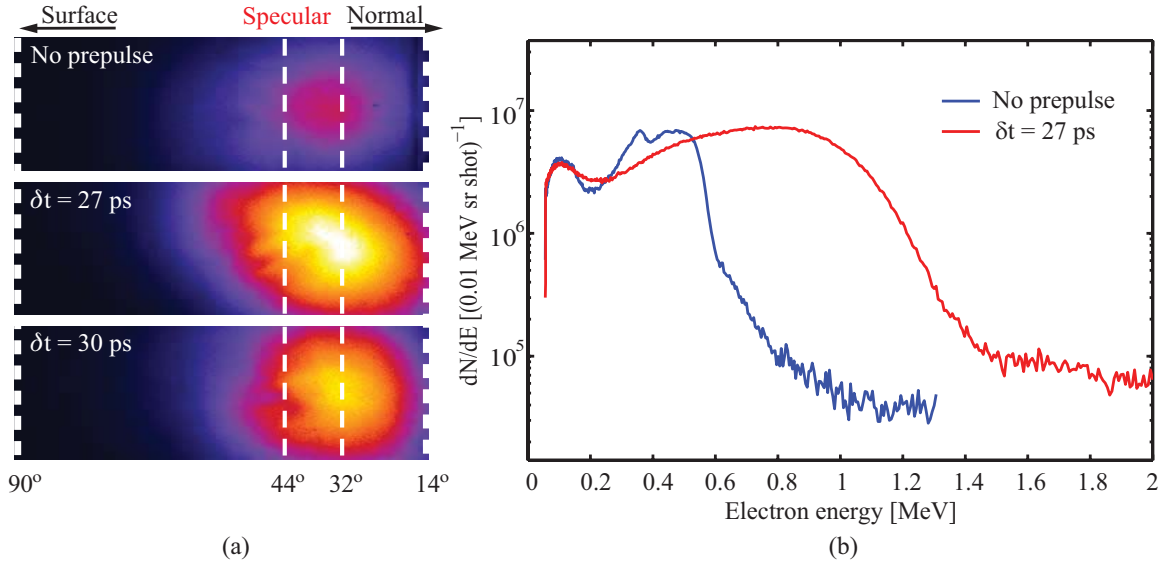 Surface Specular Normal
No prepulse
δt = 27 ps
δt = 30 ps
90º 44º 32º 14º
(a)
dN/dE [(0.01 MeV sr shot)⁻¹]
10⁷
10⁶
10⁵
No prepulse
δt = 27 ps
0 0.2 0.4 0.6 0.8 1 1.2 1.4 1.6 1.8 2
Electron energy [MeV]
(b)